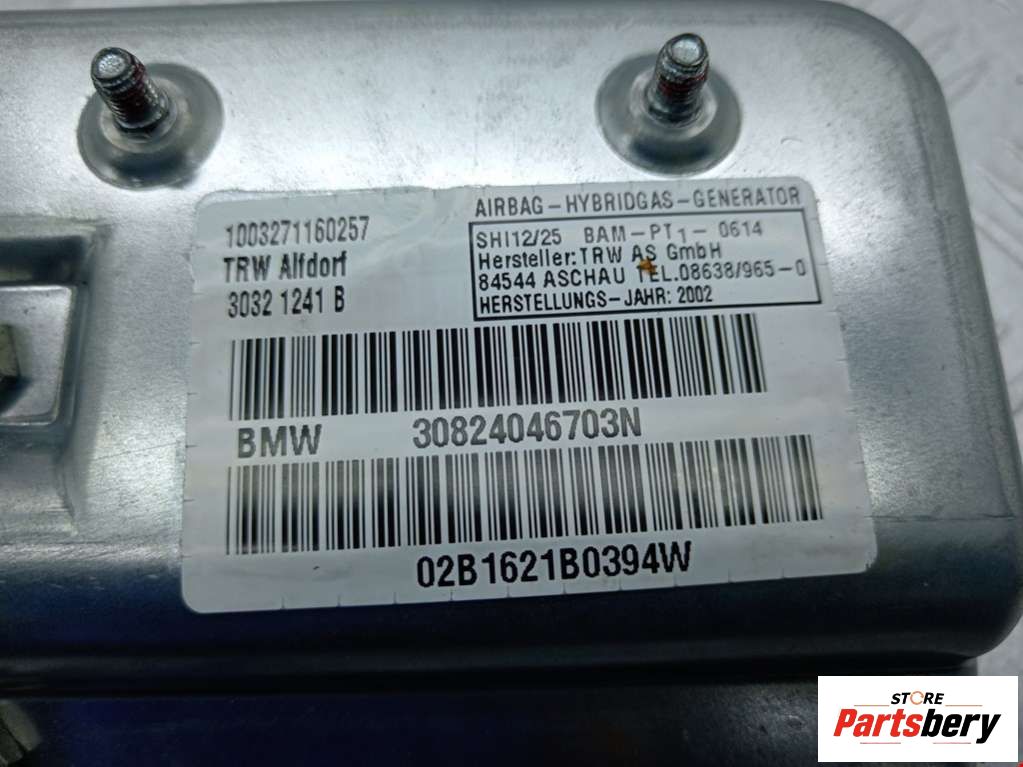 1003271160257
TRW Alfdorf
3032 1241 B
AIRBAG-HYBRIDGAS-GENERATOR
SHI12/25 BAM-PT1-0614
Hersteller:TRW AS GmbH
84544 ASCHAU TEL.08638/965-0
HERSTELLUNGS-JAHR: 2002
BMW 30824046703N
02B1621B0394W
STORE
Partsbery